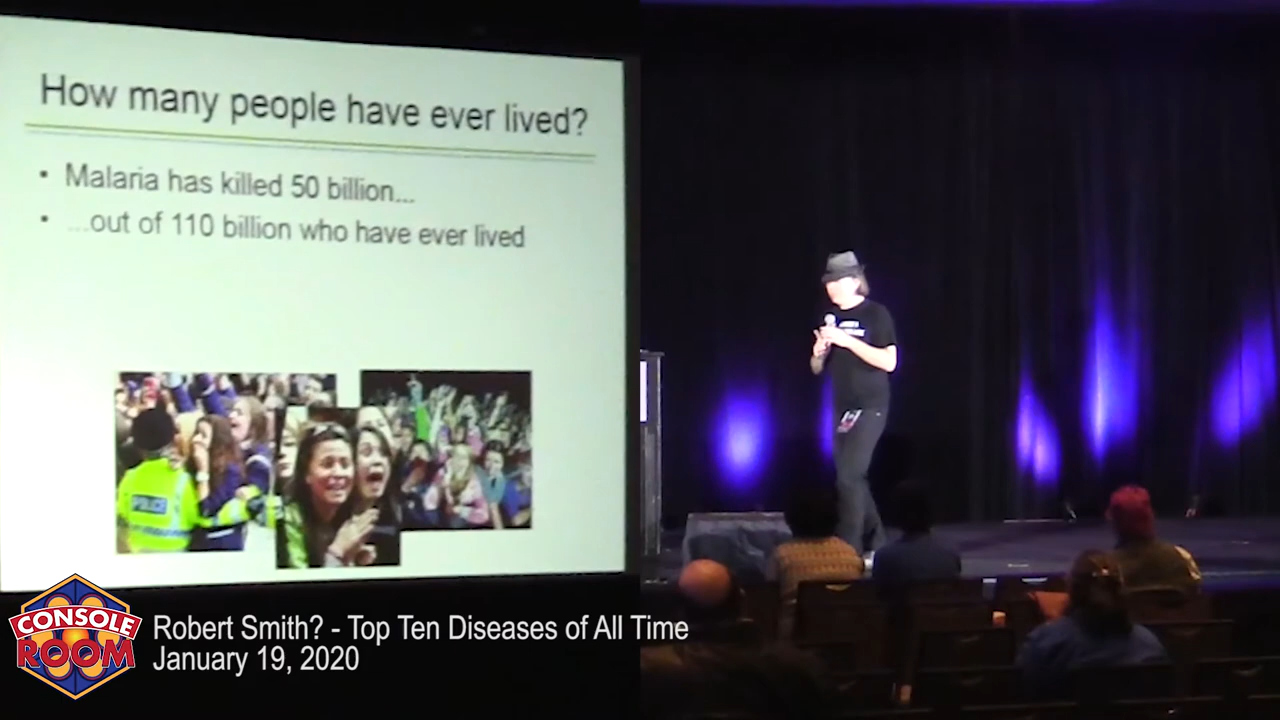 How many people have ever lived?
• Malaria has killed 50 billion...
• ...out of 110 billion who have ever lived
POLICE
CONSOLE
ROOM
Robert Smith? - Top Ten Diseases of All Time
January 19, 2020